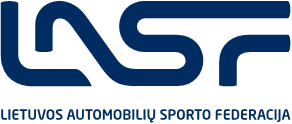 LASF
LIETUVOS AUTOMOBILIŲ SPORTO FEDERACIJA